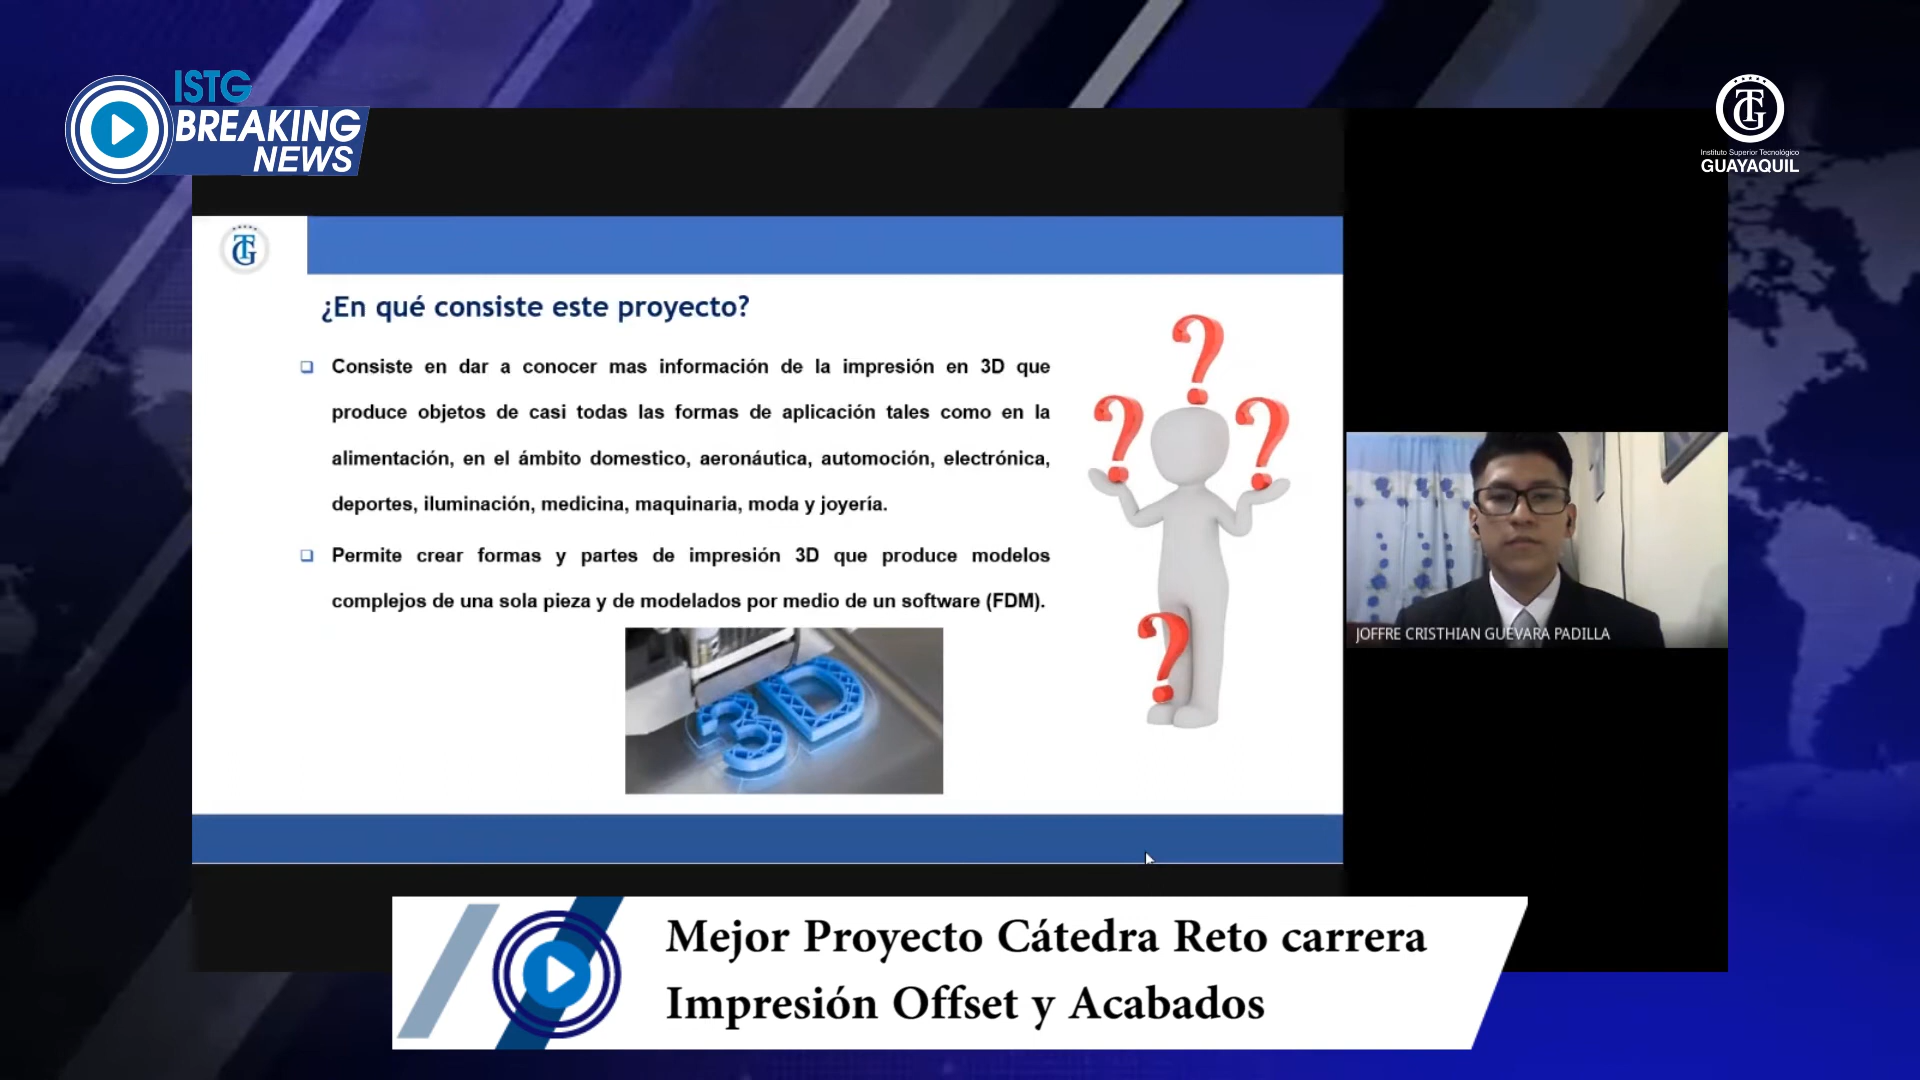 ISTG
BREAKING
NEWS
TG
Instituto Superior Tecnológico
GUAYAQUIL
TG
¿En qué consiste este proyecto?
Consiste en dar a conocer mas información de la impresión en 3D que
produce objetos de casi todas las formas de aplicación tales como en la
alimentación, en el ámbito domestico, aeronáutica, automoción, electrónica,
deportes, iluminación, medicina, maquinaria, moda y joyería.
Permite crear formas y partes de impresión 3D que produce modelos
complejos de una sola pieza y de modelados por medio de un software (FDM).
? ? ? ?
3D
JOFFRE CRISTHIAN GUEVARA PADILLA
Mejor Proyecto Cátedra Reto carrera
Impresión Offset y Acabados